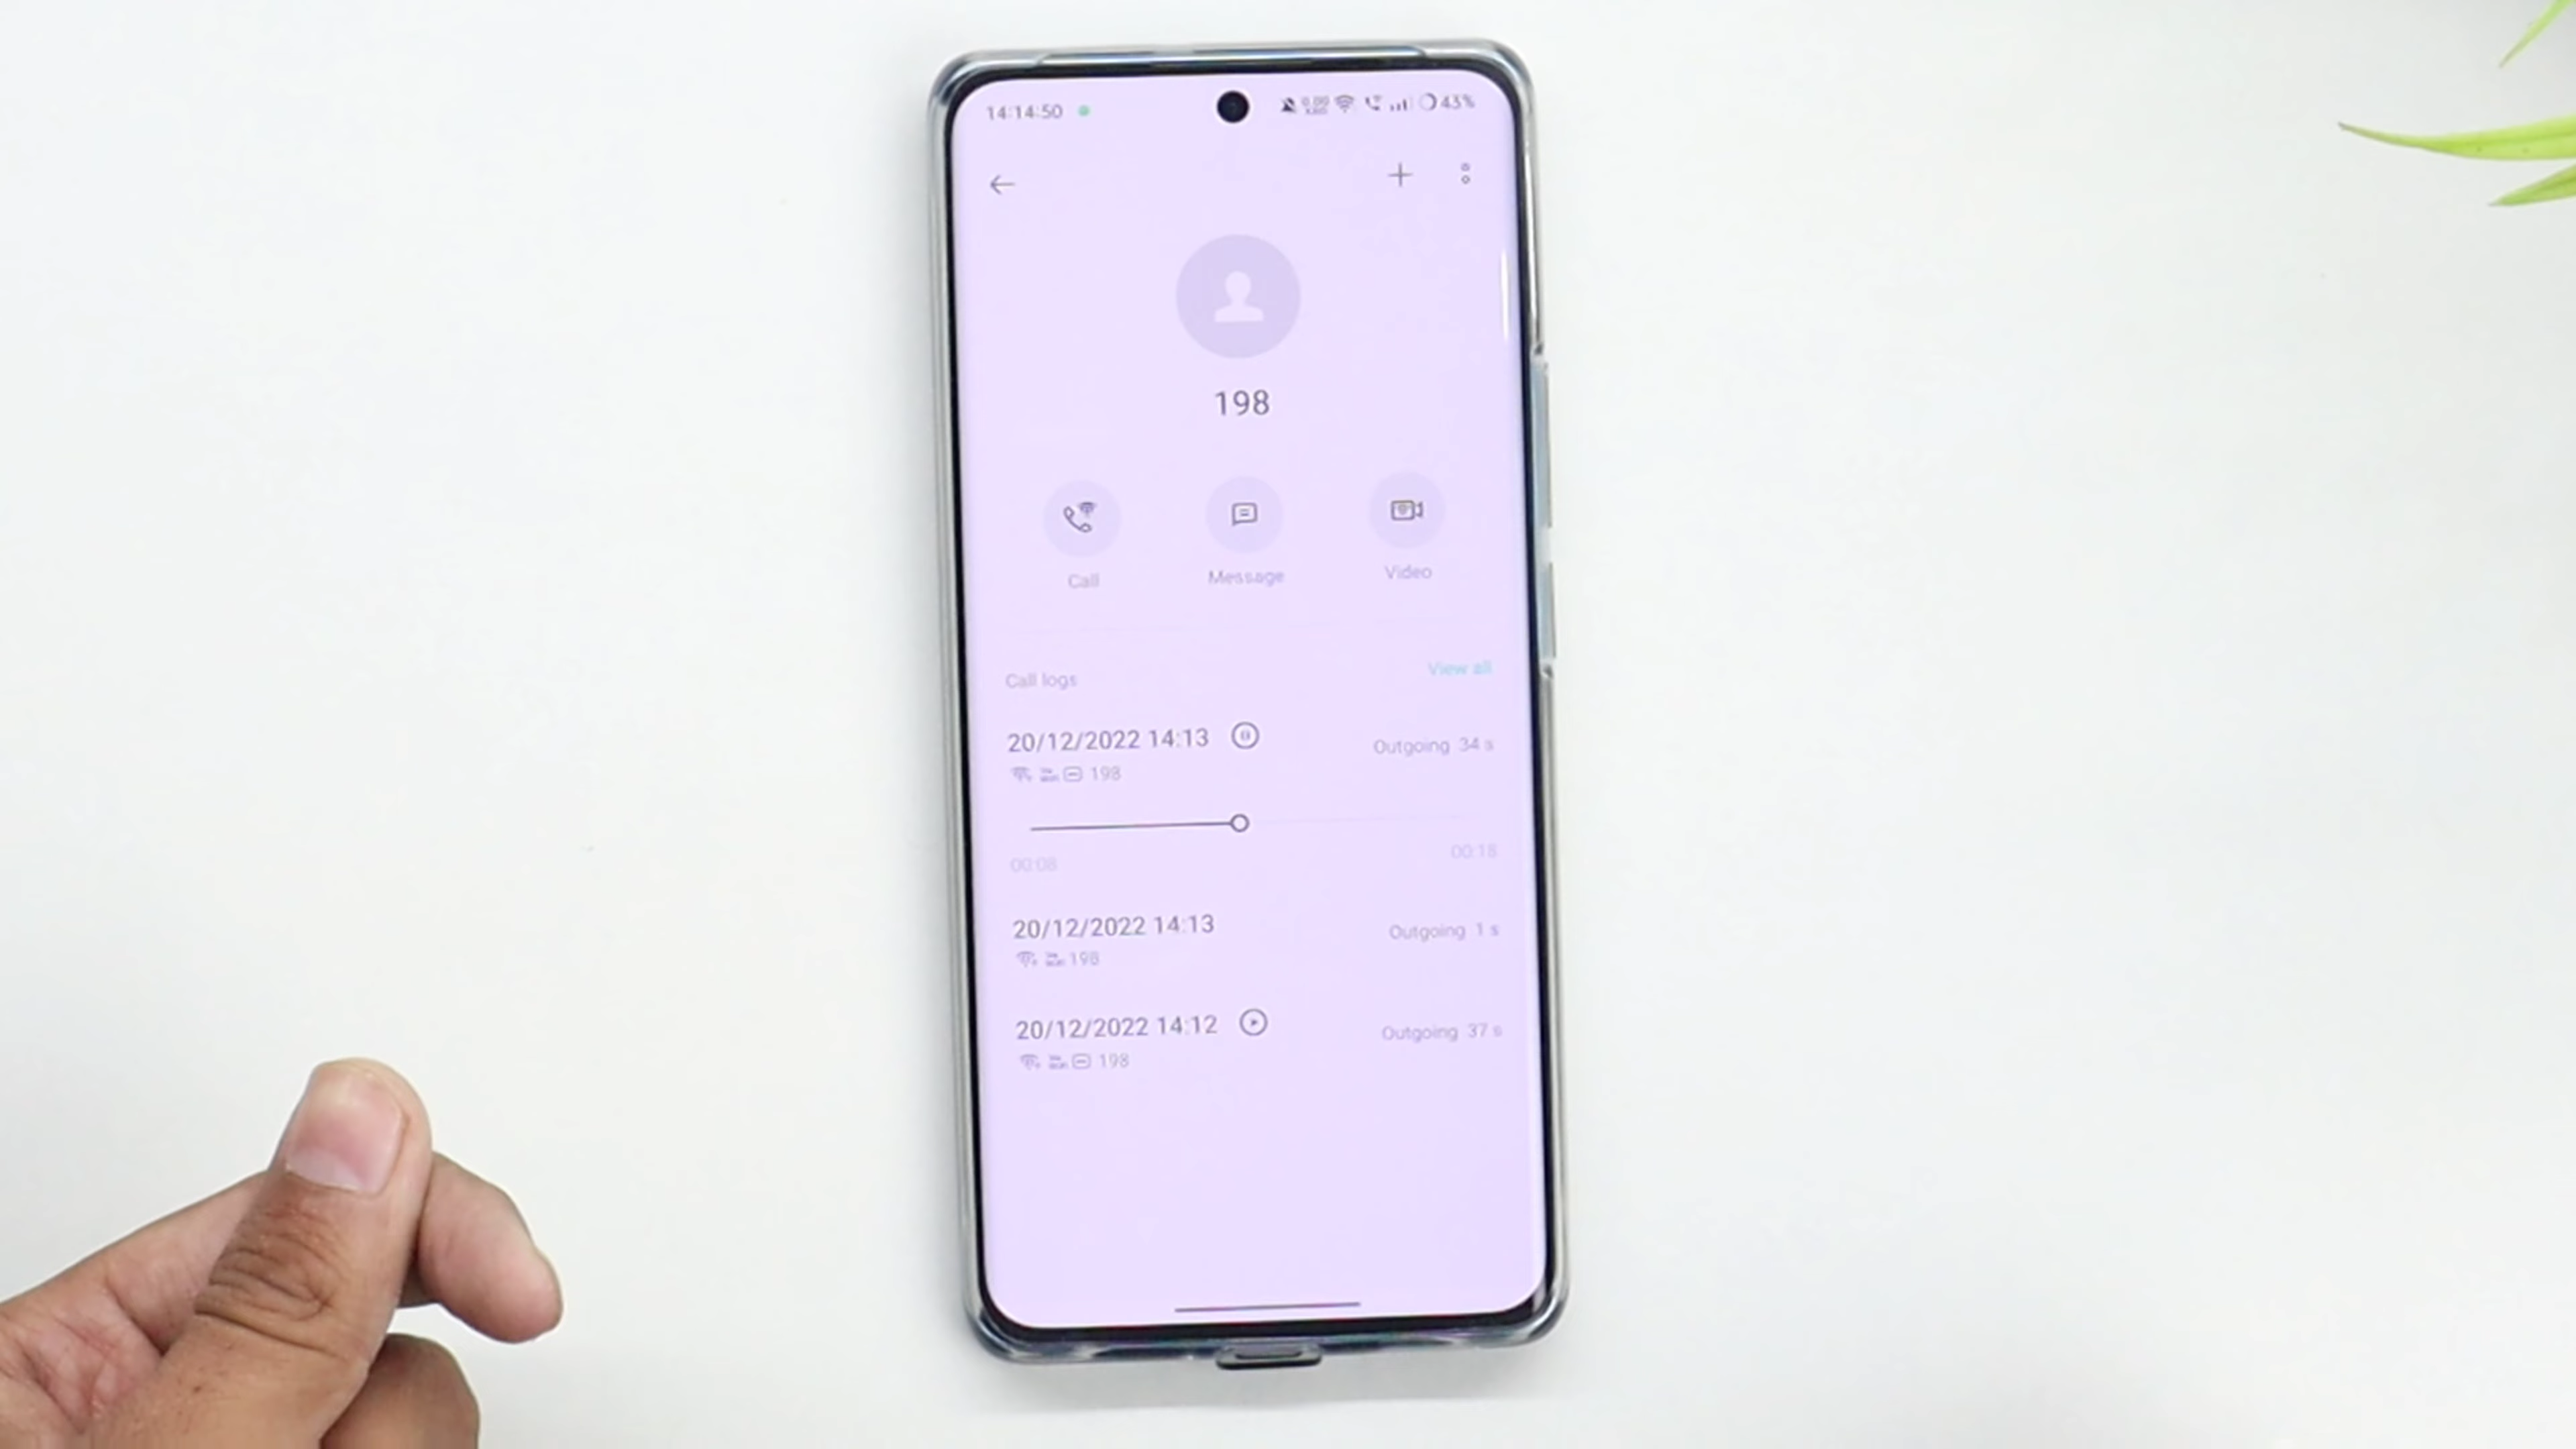 14:14:50 43%
198
Call Message Video
Call logs View all
20/12/2022 14:13 Outgoing 34 s
198
00:08 00:18
20/12/2022 14:13 Outgoing 1 s
198
20/12/2022 14:12 Outgoing 37 s
198